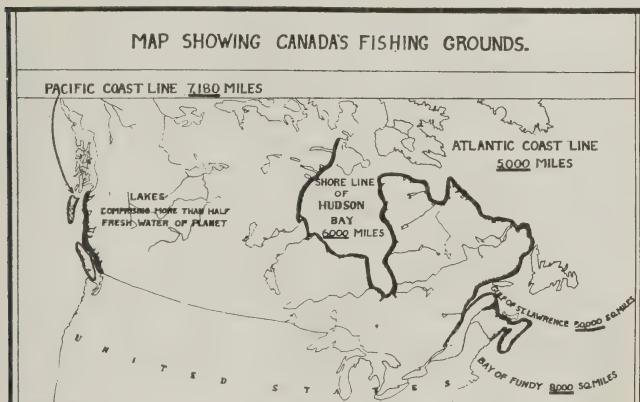 MAP SHOWING CANADA'S FISHING GROUNDS.
PACIFIC COAST LINE 7,180 MILES
ATLANTIC COAST LINE
5,000 MILES
LAKES
COMPRISING MORE THAN HALF
FRESH WATER OF PLANET
SHORE LINE
OF
HUDSON
BAY
6,000 MILES
GULF OF ST. LAWRENCE 80,000 SQ. MILES
BAY OF FUNDY 8,000 SQ. MILES
UNITED STATES